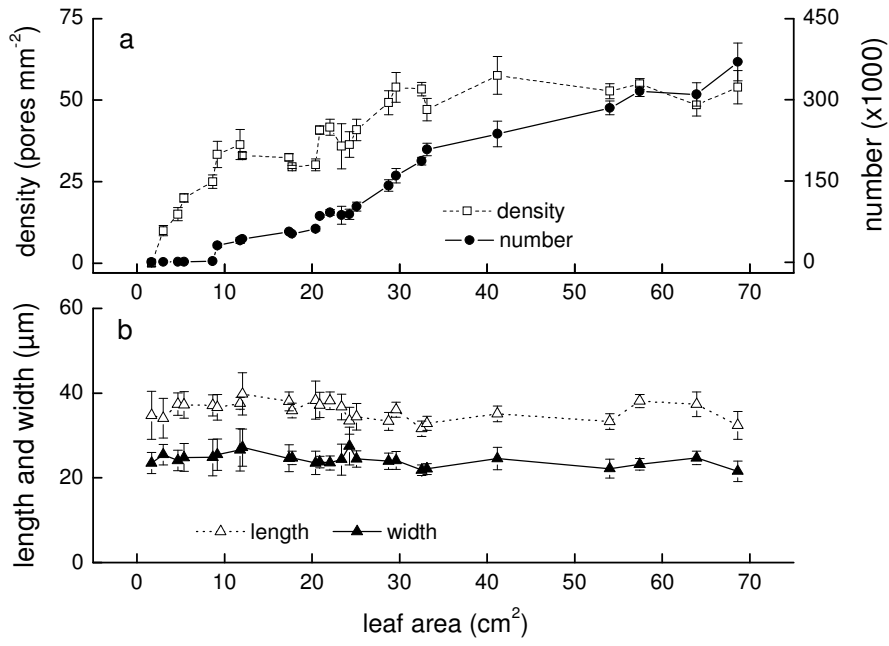 a
75
50
25
0
density (pores mm⁻²)
450
300
150
0
number (x1000)
density
number
0 10 20 30 40 50 60 70
b
60
40
20
0
length and width (µm)
length width
0 10 20 30 40 50 60 70
leaf area (cm²)